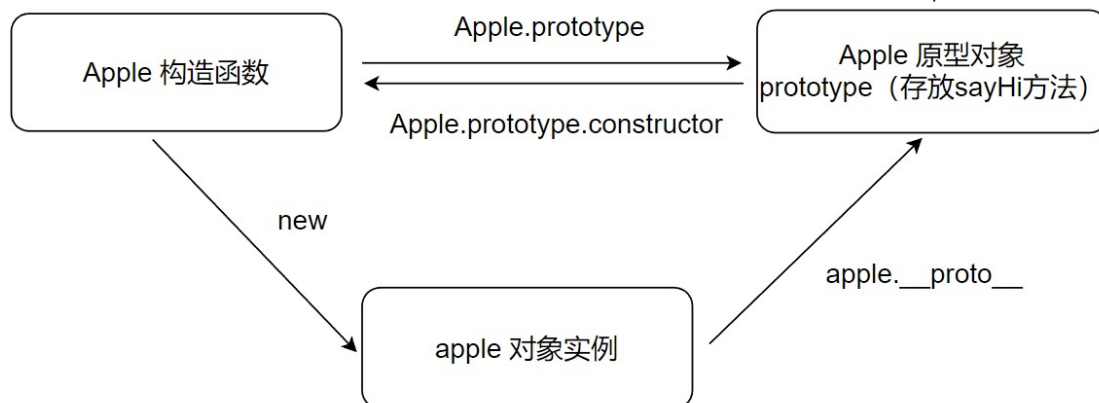 Apple.prototype
Apple 构造函数
Apple 原型对象
prototype（存放sayHi方法）
Apple.prototype.constructor
new
apple.__proto__
apple 对象实例